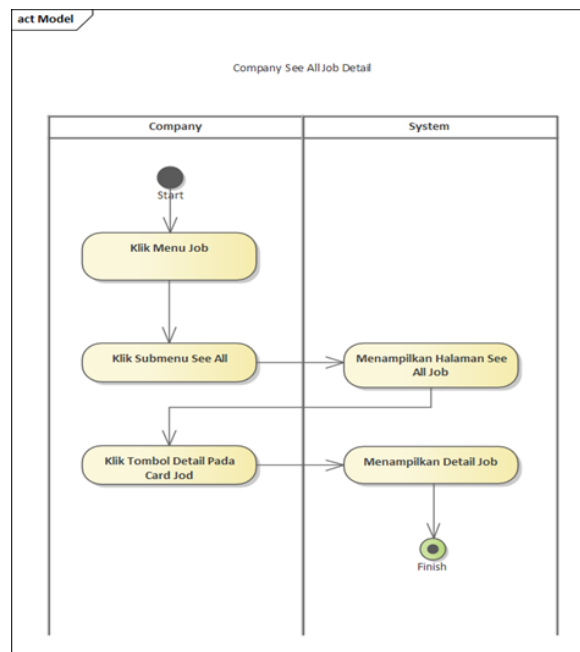 act Model
Company See All Job Detail
Company
System
Start
Klik Menu Job
Klik Submenu See All
Menampilkan Halaman See
All Job
Klik Tombol Detail Pada
Card Jod
Menampilkan Detail Job
Finish